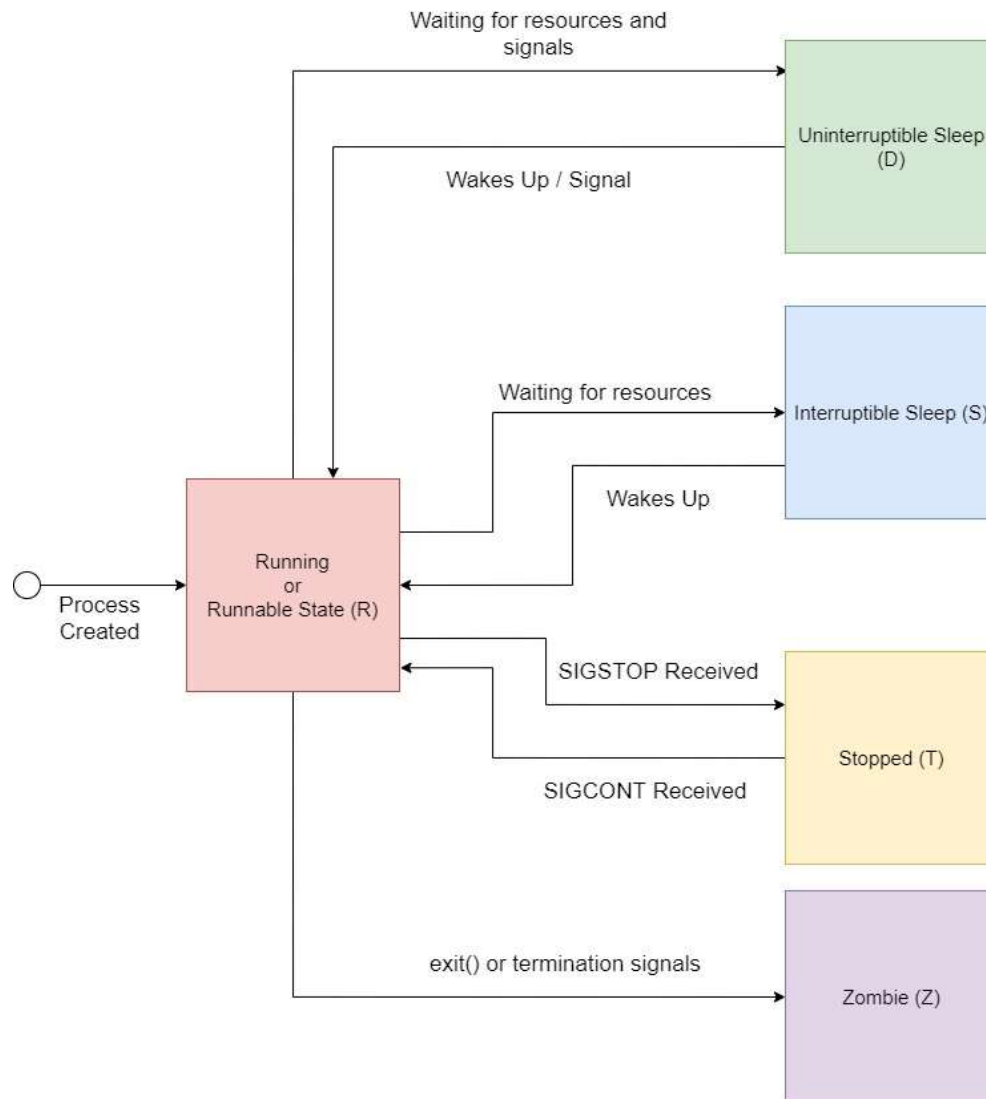 Waiting for resources and
signals
Uninterruptible Sleep
(D)
Wakes Up / Signal
Waiting for resources
Interruptible Sleep (S)
Wakes Up
Running
or
Runnable State (R)
Process
Created
SIGSTOP Received
Stopped (T)
SIGCONT Received
exit() or termination signals
Zombie (Z)